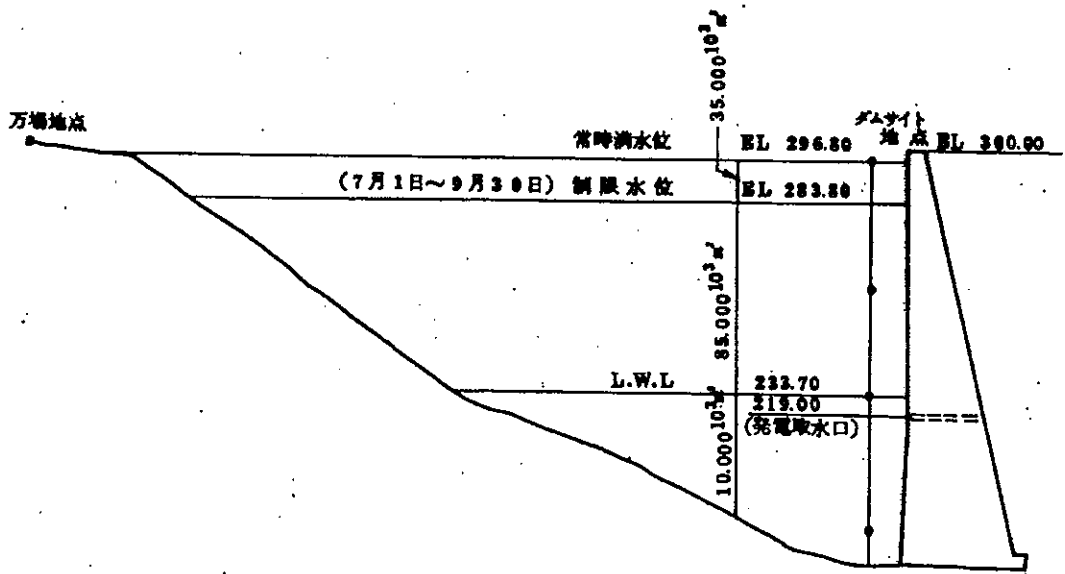 35.000 10³㎥
万場地点
ダムサイト
地点
EL 300.00
常時満水位
EL 296.80
(7月1日~9月30日) 制限水位
EL 283.80
85.000 10³㎥
L.W.L
233.70
219.00
(発電取水口)
10.000 10³㎥